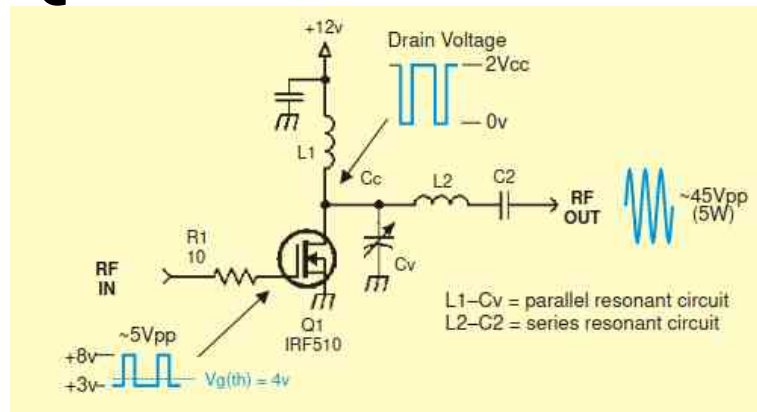 +12v
Drain Voltage
2Vcc
0v
L1
Cc
L2
C2
RF
OUT
~45Vpp
(5W)
R1
10
RF
IN
Cv
Q1
IRF510
L1–Cv = parallel resonant circuit
L2–C2 = series resonant circuit
~5Vpp
+8v
+3v
Vg(th) = 4v